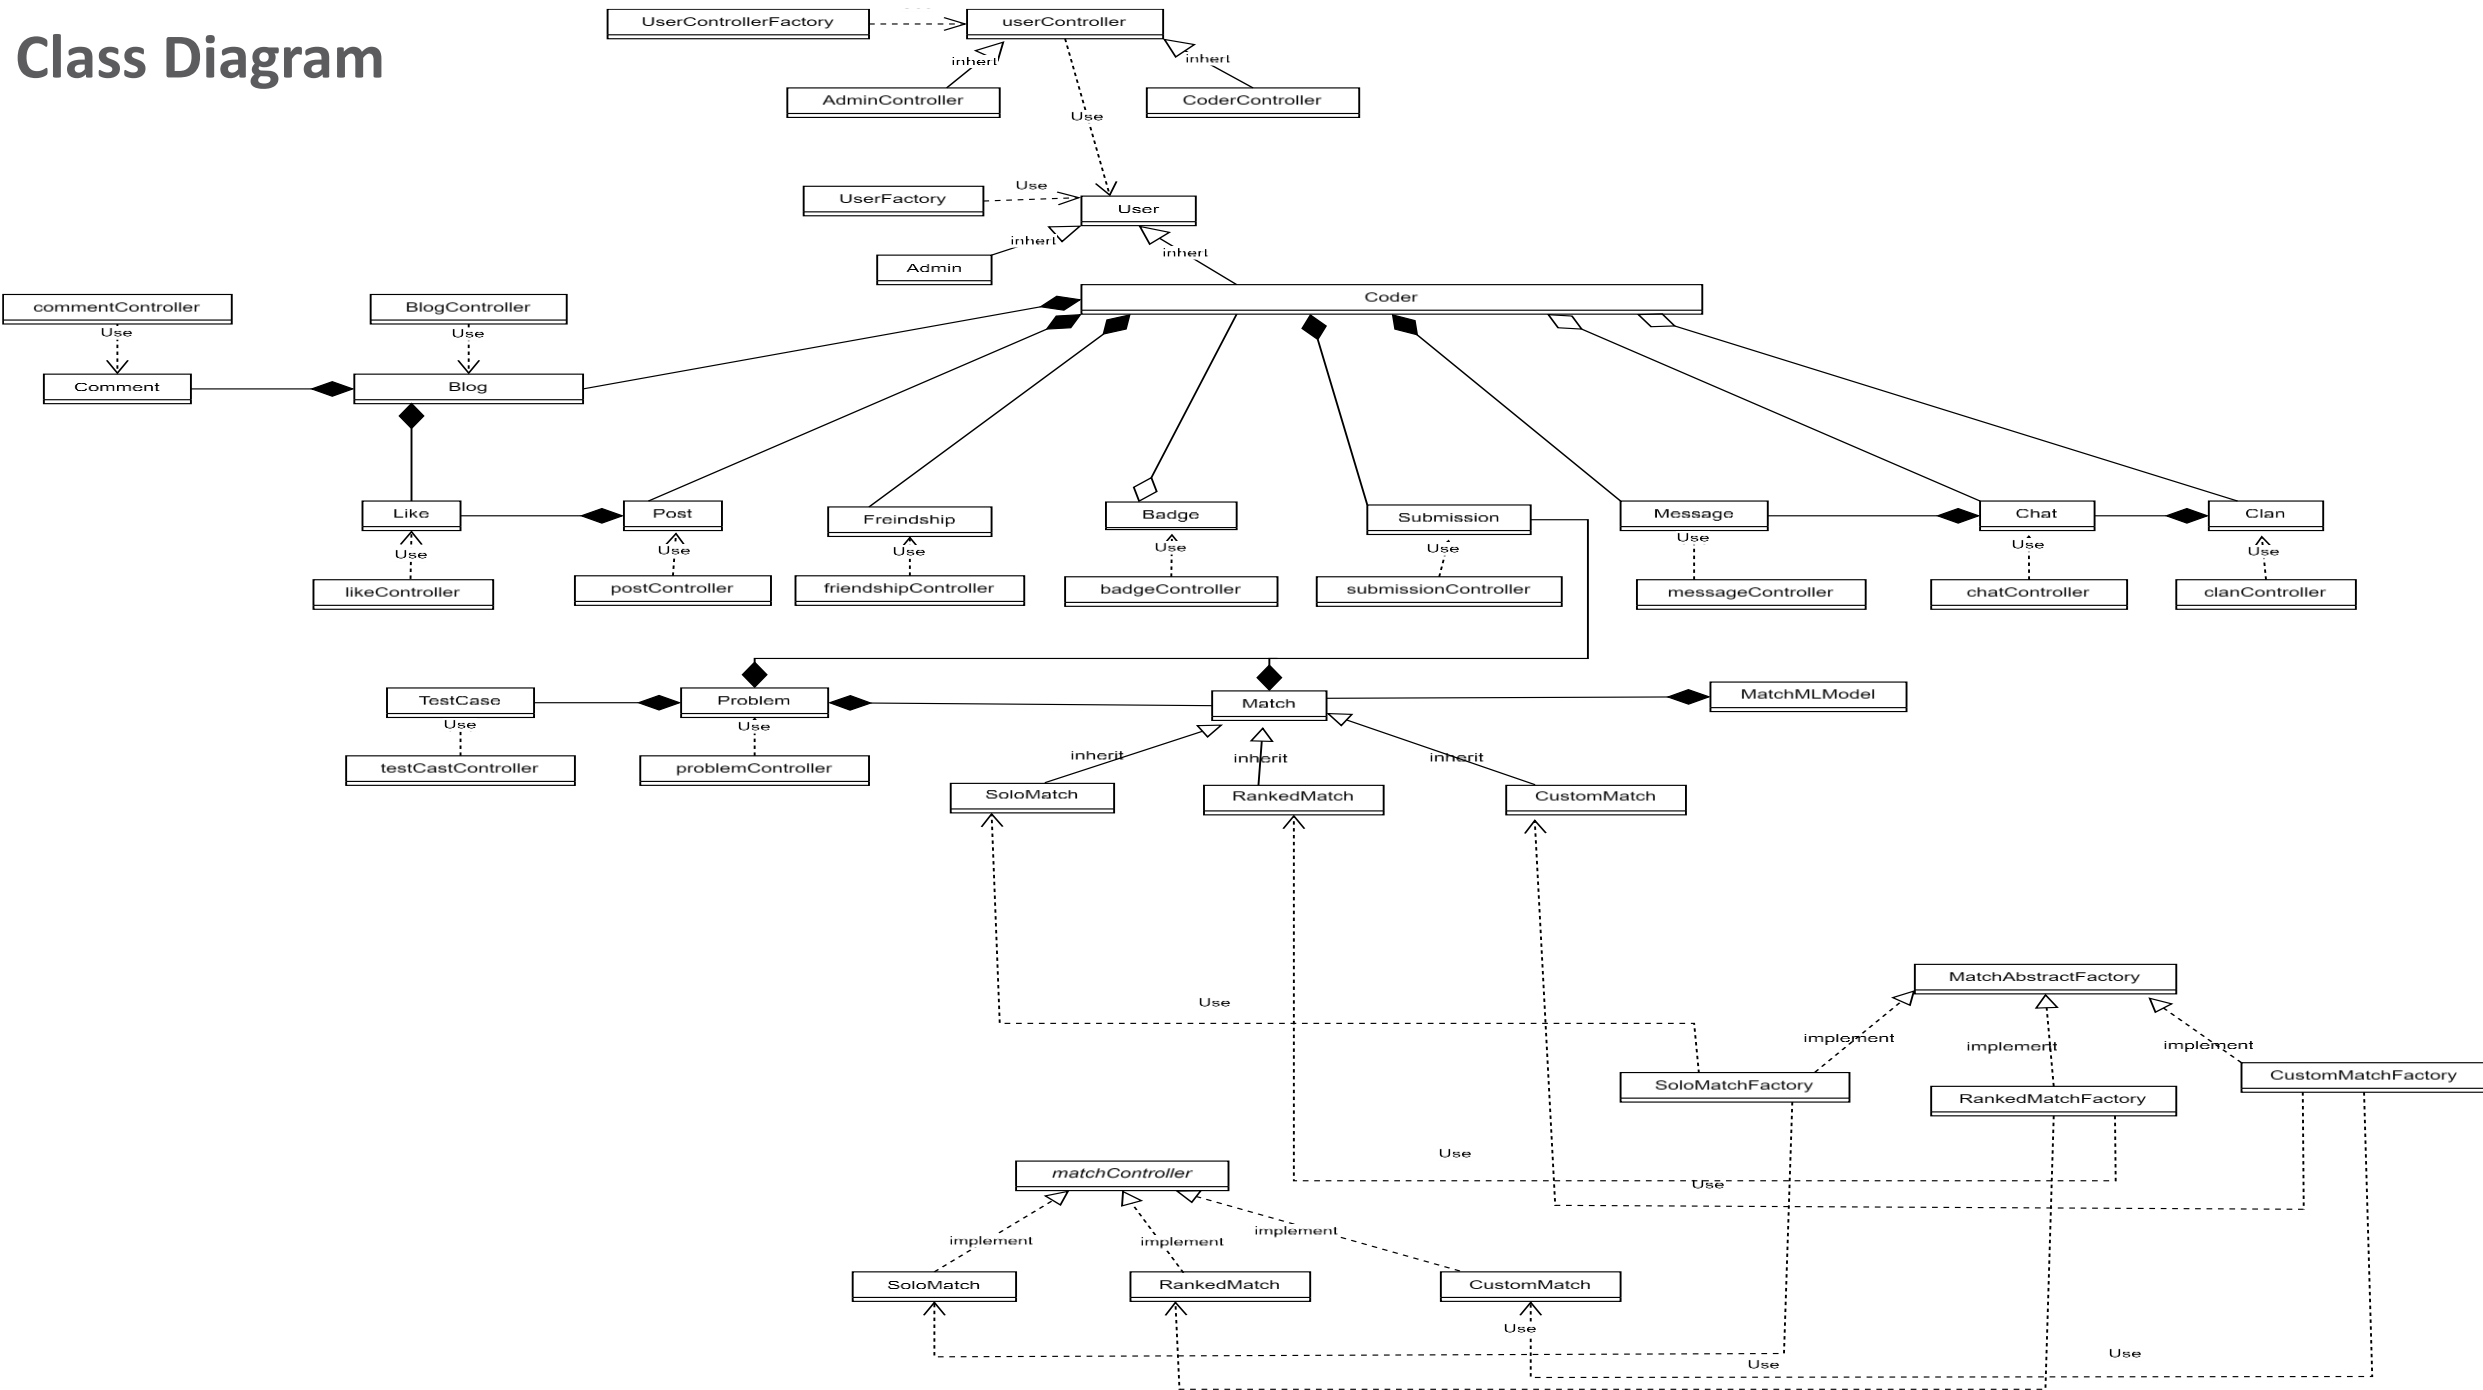 Class Diagram
UserControllerFactory
userController
inherit
inherit
AdminController
CoderController
Use
UserFactory
Use
User
inherit
inherit
Admin
Coder
commentController
BlogController
Use
Use
Comment
Blog
Like
Post
Freindship
Badge
Submission
Message
Chat
Clan
Use
Use
Use
Use
Use
Use
Use
Use
likeController
postController
friendshipController
badgeController
submissionController
messageController
chatController
clanController
TestCase
Problem
Match
MatchMLModel
Use
Use
testCastController
problemController
inherit
inherit
inherit
SoloMatch
RankedMatch
CustomMatch
MatchAbstractFactory
Use
implement
implement
implement
SoloMatchFactory
RankedMatchFactory
CustomMatchFactory
Use
Use
matchController
implement
implement
implement
SoloMatch
RankedMatch
CustomMatch
Use
Use
Use